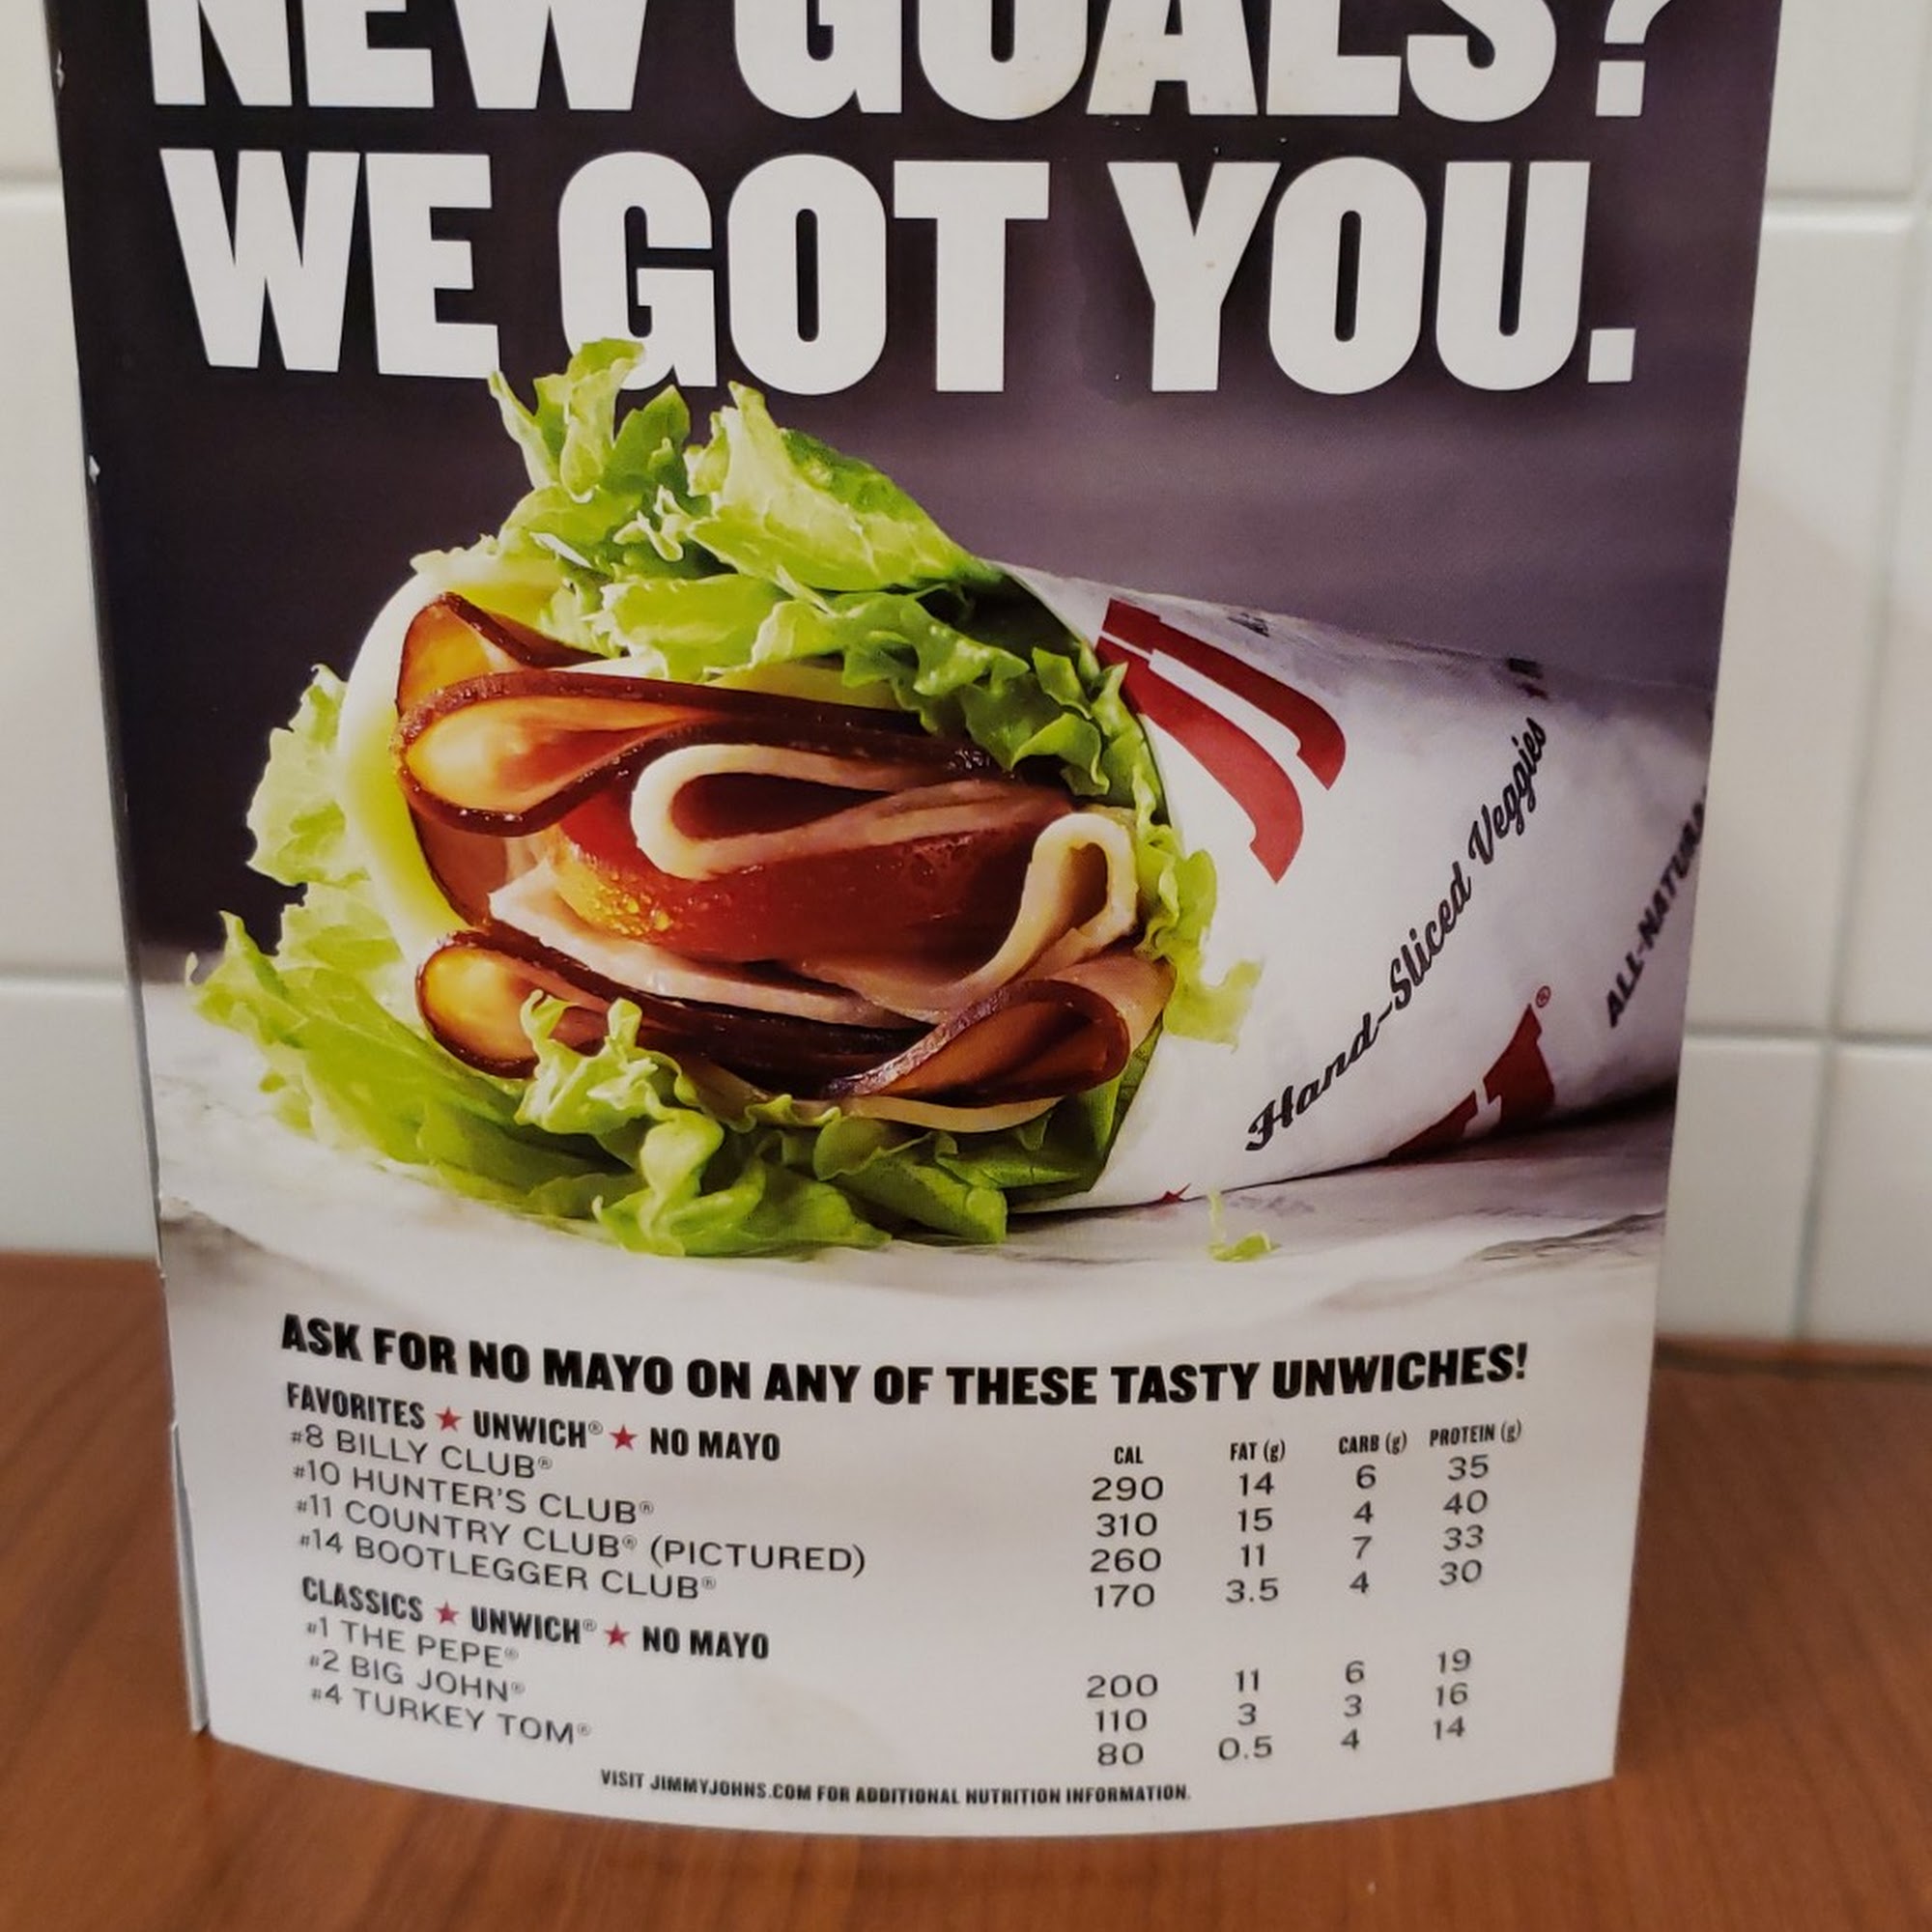 NEW GOALS?
WE GOT YOU.
JJ
Hand-Sliced Veggies
ALL-NATURAL
ASK FOR NO MAYO ON ANY OF THESE TASTY UNWICHES!
FAVORITES ★ UNWICH® ★ NO MAYO CAL FAT (g) CARB (g) PROTEIN (g)
#8 BILLY CLUB® 290 14 6 35
#10 HUNTER'S CLUB® 310 15 4 40
#11 COUNTRY CLUB® (PICTURED) 260 11 7 33
#14 BOOTLEGGER CLUB® 170 3.5 4 30
CLASSICS ★ UNWICH® ★ NO MAYO
#1 THE PEPE® 200 11 6 19
#2 BIG JOHN® 110 3 3 16
#4 TURKEY TOM® 80 0.5 4 14
VISIT JIMMYJOHNS.COM FOR ADDITIONAL NUTRITION INFORMATION.